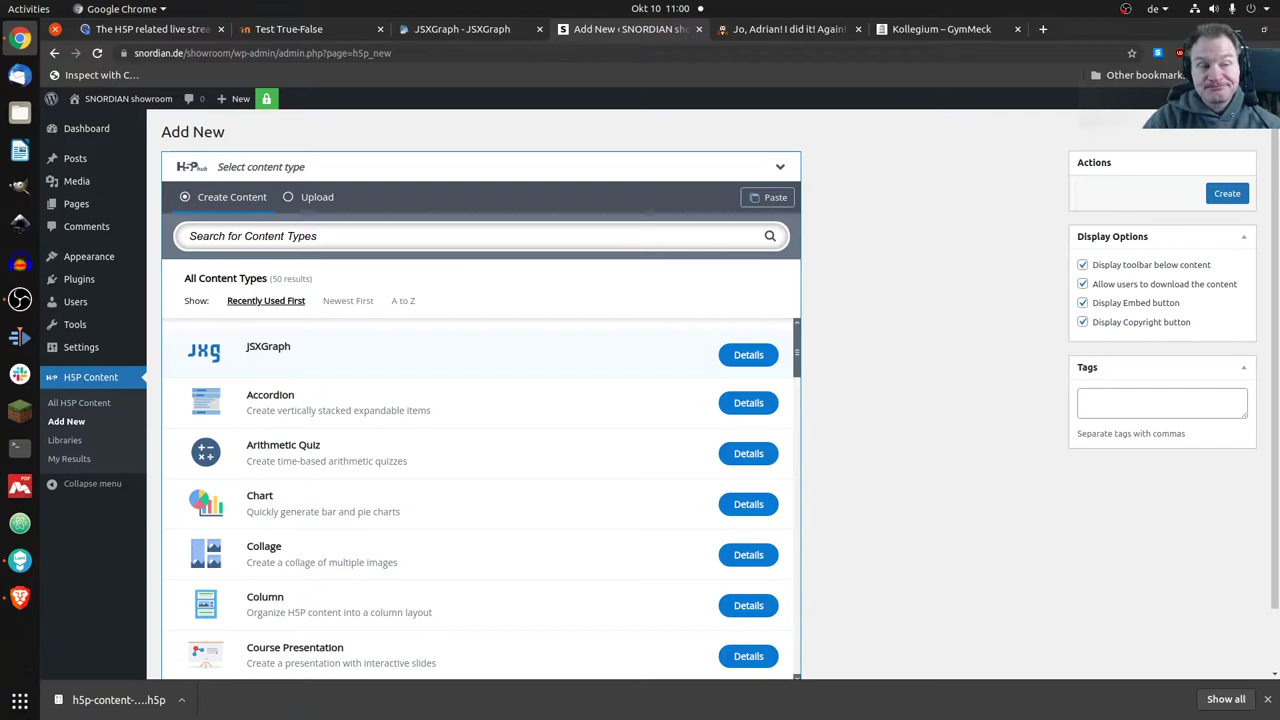 Activities
Google Chrome
Okt 10 11:00
de
The H5P related live strea
Test True-False
JSXGraph - JSXGraph
Add New ‹ SNORDIAN sh
Jo, Adrian! I did it! Again!
Kollegium – GymMeck
snordian.de/showroom/wp-admin/admin.php?page=h5p_new
Inspect with C...
Other bookmark
SNORDIAN showroom
0
New
Dashboard
Posts
Media
Pages
Comments
Appearance
Plugins
Users
Tools
Settings
H5P Content
All H5P Content
Add New
Libraries
My Results
Collapse menu
Add New
H5P hub Select content type
Create Content
Upload
Paste
Search for Content Types
All Content Types (50 results)
Show: Recently Used First Newest First A to Z
JXG
JSXGraph
Details
Accordion
Create vertically stacked expandable items
Details
Arithmetic Quiz
Create time-based arithmetic quizzes
Details
Chart
Quickly generate bar and pie charts
Details
Collage
Create a collage of multiple images
Details
Column
Organize H5P content into a column layout
Details
Course Presentation
Create a presentation with interactive slides
Details
Actions
Create
Display Options
Display toolbar below content
Allow users to download the content
Display Embed button
Display Copyright button
Tags
Separate tags with commas
h5p-content-....h5p
Show all